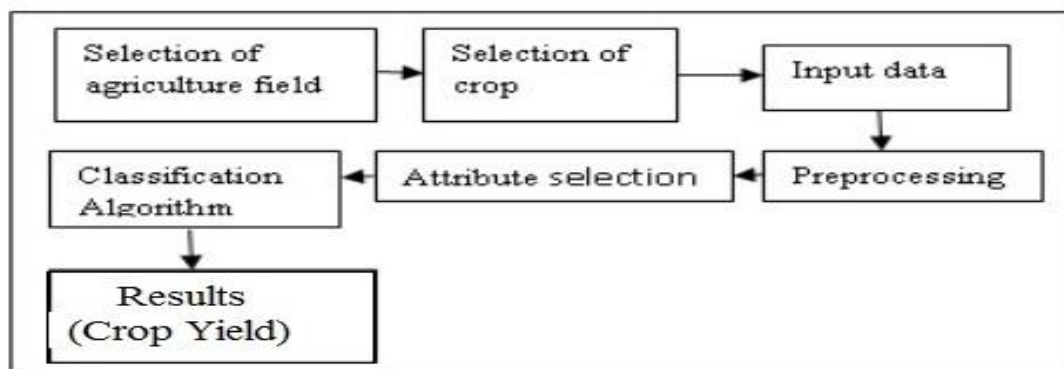 Selection of
agriculture field
Selection of
crop
Input data
Preprocessing
Attribute selection
Classification
Algorithm
Results
(Crop Yield)